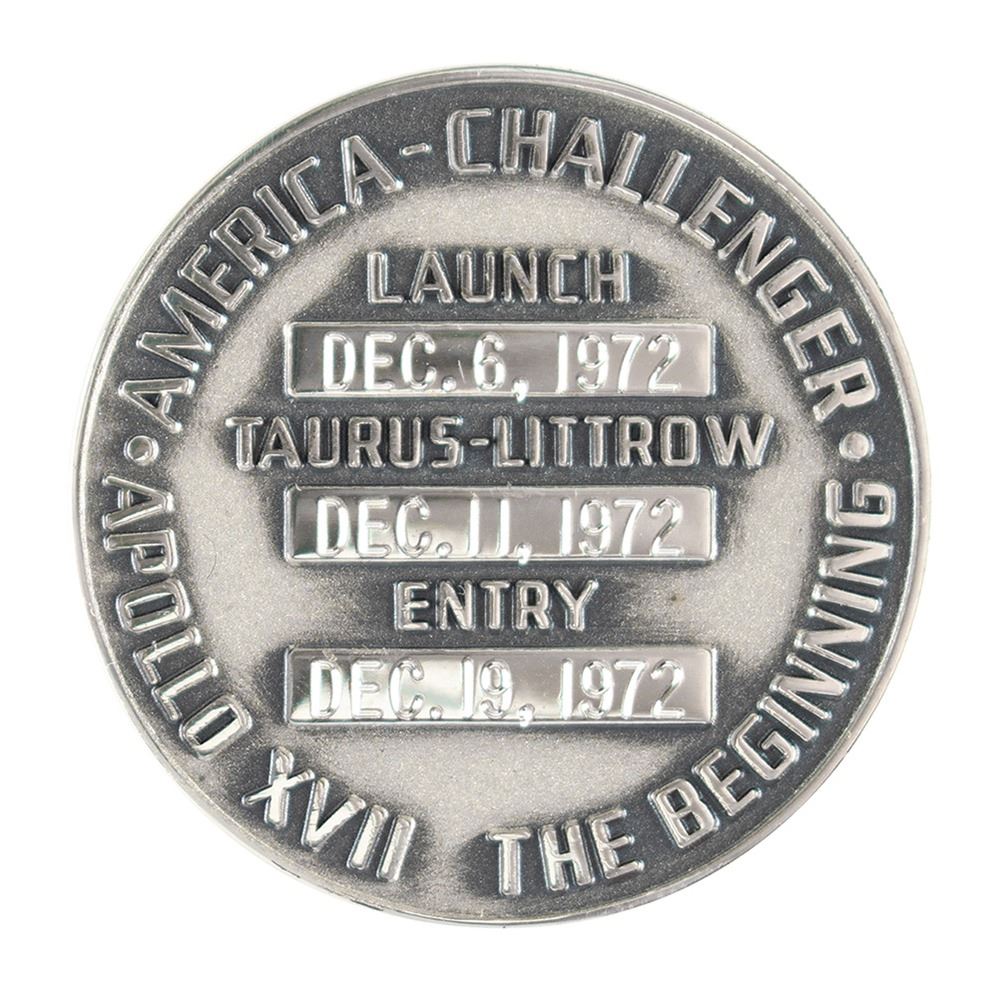 AMERICA - CHALLENGER
LAUNCH
DEC. 6, 1972
TAURUS-LITTROW
DEC. 11, 1972
ENTRY
DEC. 19, 1972
• APOLLO XVII THE BEGINNING •